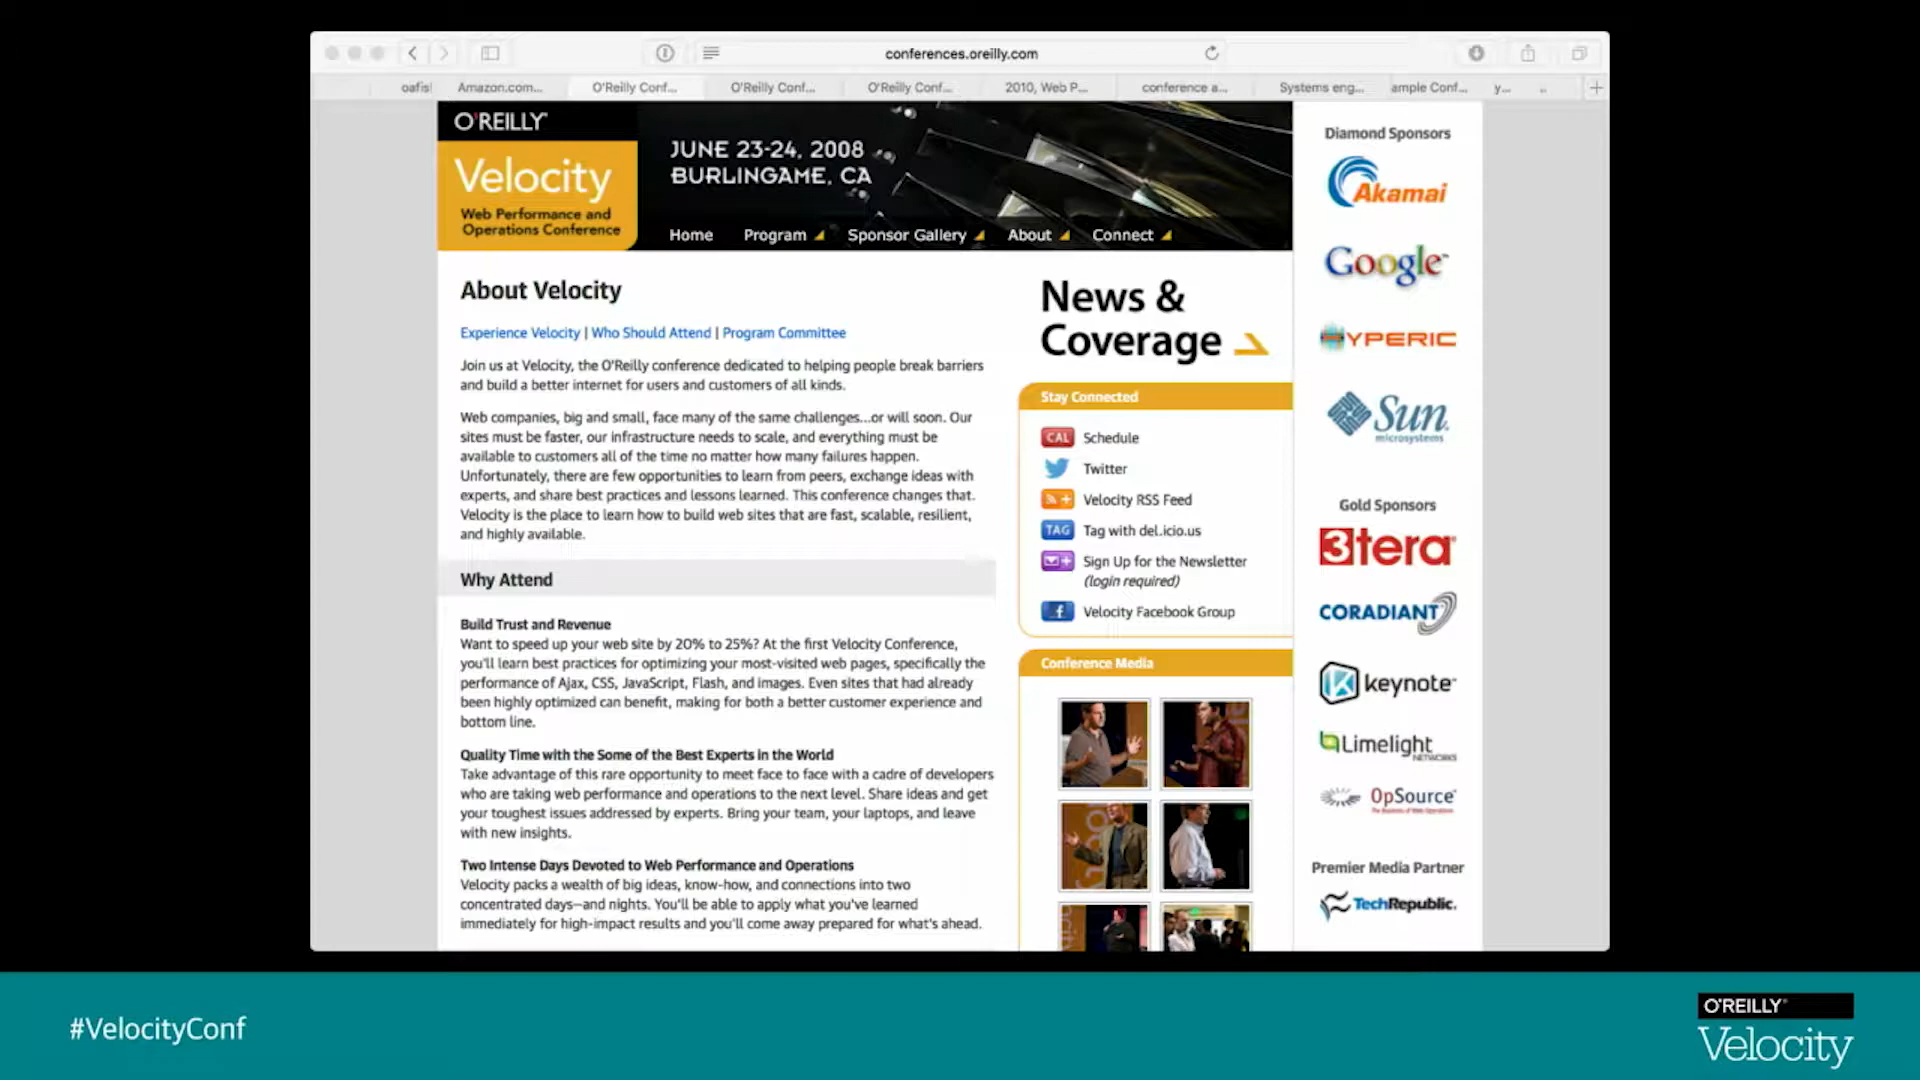 conferences.oreilly.com
oafis!
Amazon.com...
O'Reilly Conf...
O'Reilly Conf...
O'Reilly Conf...
2010, Web P...
conference a...
Systems eng...
ample Conf...
y...
O'REILLY
Velocity
Web Performance and
Operations Conference
JUNE 23-24, 2008
BURLINGAME, CA
Home
Program
Sponsor Gallery
About
Connect
About Velocity
Experience Velocity | Who Should Attend | Program Committee
Join us at Velocity, the O'Reilly conference dedicated to helping people break barriers
and build a better internet for users and customers of all kinds.
Web companies, big and small, face many of the same challenges...or will soon. Our
sites must be faster, our infrastructure needs to scale, and everything must be
available to customers all of the time no matter how many failures happen.
Unfortunately, there are few opportunities to learn from peers, exchange ideas with
experts, and share best practices and lessons learned. This conference changes that.
Velocity is the place to learn how to build web sites that are fast, scalable, resilient,
and highly available.
Why Attend
Build Trust and Revenue
Want to speed up your web site by 20% to 25%? At the first Velocity Conference,
you'll learn best practices for optimizing your most-visited web pages, specifically the
performance of Ajax, CSS, JavaScript, Flash, and images. Even sites that had already
been highly optimized can benefit, making for both a better customer experience and
bottom line.
Quality Time with the Some of the Best Experts in the World
Take advantage of this rare opportunity to meet face to face with a cadre of developers
who are taking web performance and operations to the next level. Share ideas and get
your toughest issues addressed by experts. Bring your team, your laptops, and leave
with new insights.
Two Intense Days Devoted to Web Performance and Operations
Velocity packs a wealth of big ideas, know-how, and connections into two
concentrated days—and nights. You'll be able to apply what you've learned
immediately for high-impact results and you'll come away prepared for what's ahead.
News &
Coverage
Stay Connected
CAL Schedule
Twitter
Velocity RSS Feed
TAG Tag with del.icio.us
Sign Up for the Newsletter
(login required)
f Velocity Facebook Group
Conference Media
Diamond Sponsors
Akamai
Google™
HYPERIC
Sun
microsystems
Gold Sponsors
3tera
CORADIANT
keynote
Limelight
NETWORKS
OpSource
Premier Media Partner
TechRepublic.
#VelocityConf
O'REILLY®
Velocity